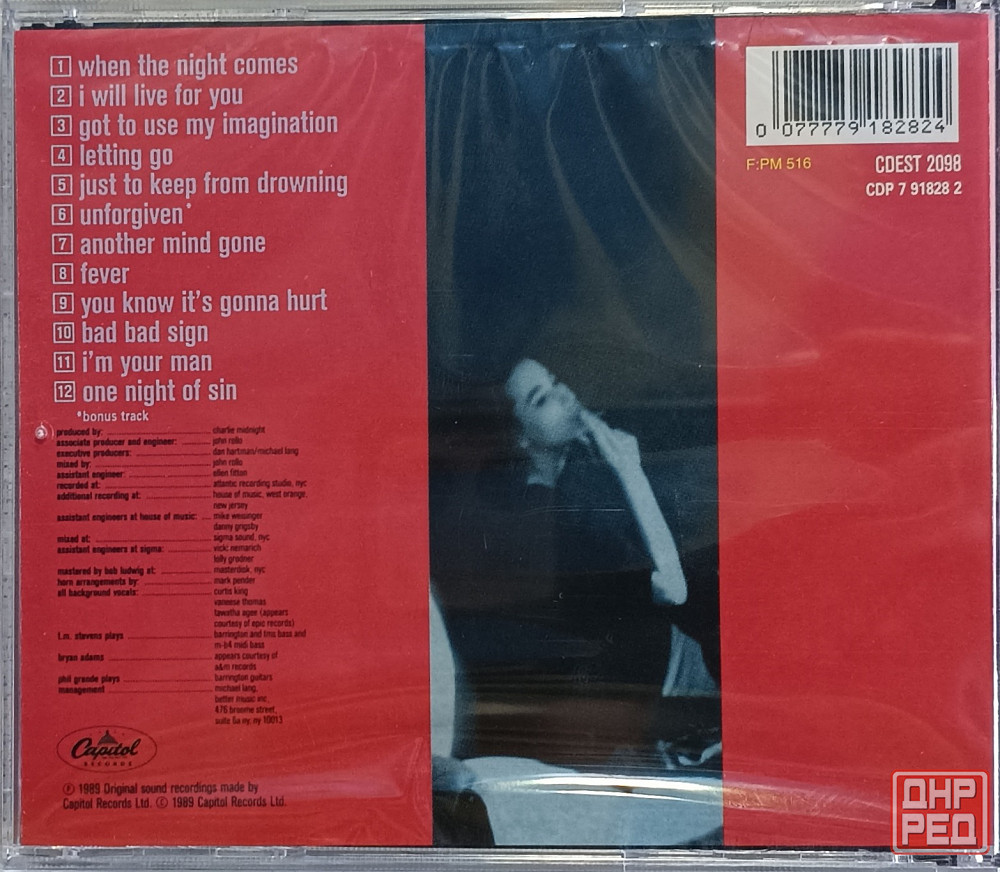 1 when the night comes
2 i will live for you
3 got to use my imagination
4 letting go
5 just to keep from drowning
6 unforgiven*
7 another mind gone
8 fever
9 you know it's gonna hurt
10 bad bad sign
11 i'm your man
12 one night of sin
*bonus track
produced by: charlie midnight
associate producer and engineer: john rollo
executive producers: dan hartman/michael lang
mixed by: john rollo
assistant engineer: ellen fitton
recorded at: atlantic recording studio, nyc
additional recording at: house of music, west orange,
new jersey
assistant engineers at house of music: mike weisinger
danny grigsby
mixed at: sigma sound, nyc
assistant engineers at sigma: vicki nemarich
lolly grodner
mastered by bob ludwig at: masterdisk, nyc
horn arrangements by: mark pender
all background vocals: curtis king
vaneese thomas
tawatha agee (appears
courtesy of epic records)
t.m. stevens plays barrington and tms bass and
m-b4 midi bass
bryan adams appears courtesy of
a&m records
phil grande plays barrington guitars
management michael lang,
better music inc.
476 broome street,
suite 6a ny, ny 10013
Capitol
RECORDS
Ⓟ 1989 Original sound recordings made by
Capitol Records Ltd. © 1989 Capitol Records Ltd.
0 077779 182824
F:PM 516
CDEST 2098
CDP 7 91828 2
ДНР
РЕД